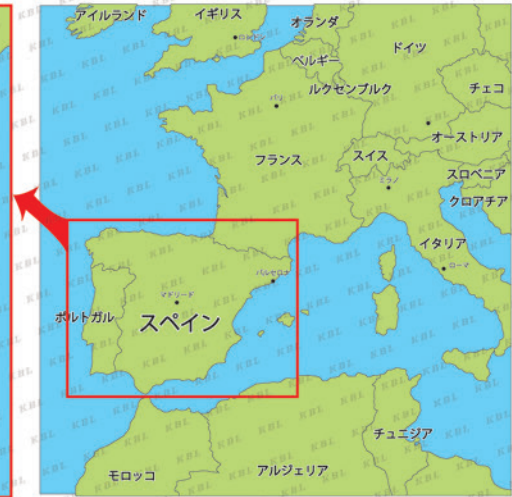 アイルランド
イギリス
ロンドン
オランダ
ドイツ
ベルギー
ルクセンブルク
チェコ
パリ
オーストリア
フランス
スイス
ミラノ
スロベニア
クロアチア
イタリア
ローマ
バルセロナ
マドリード
ポルトガル
スペイン
チュニジア
モロッコ
アルジェリア
KBL